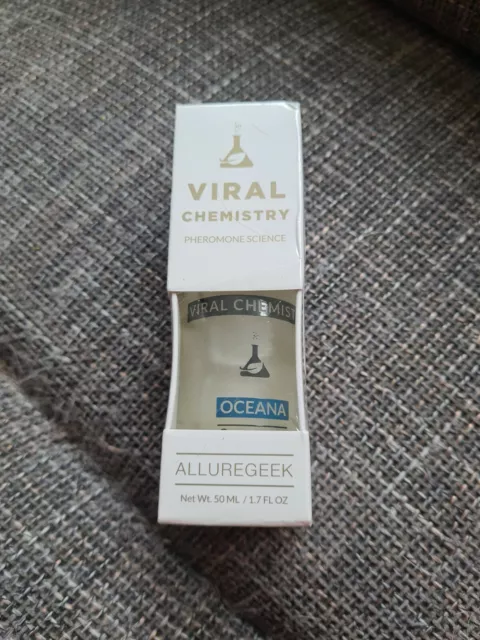 VIRAL
CHEMISTRY
PHEROMONE SCIENCE
VIRAL CHEMIST
OCEANA
ALLUREGEEK
Net Wt. 50 ML / 1.7 FL OZ